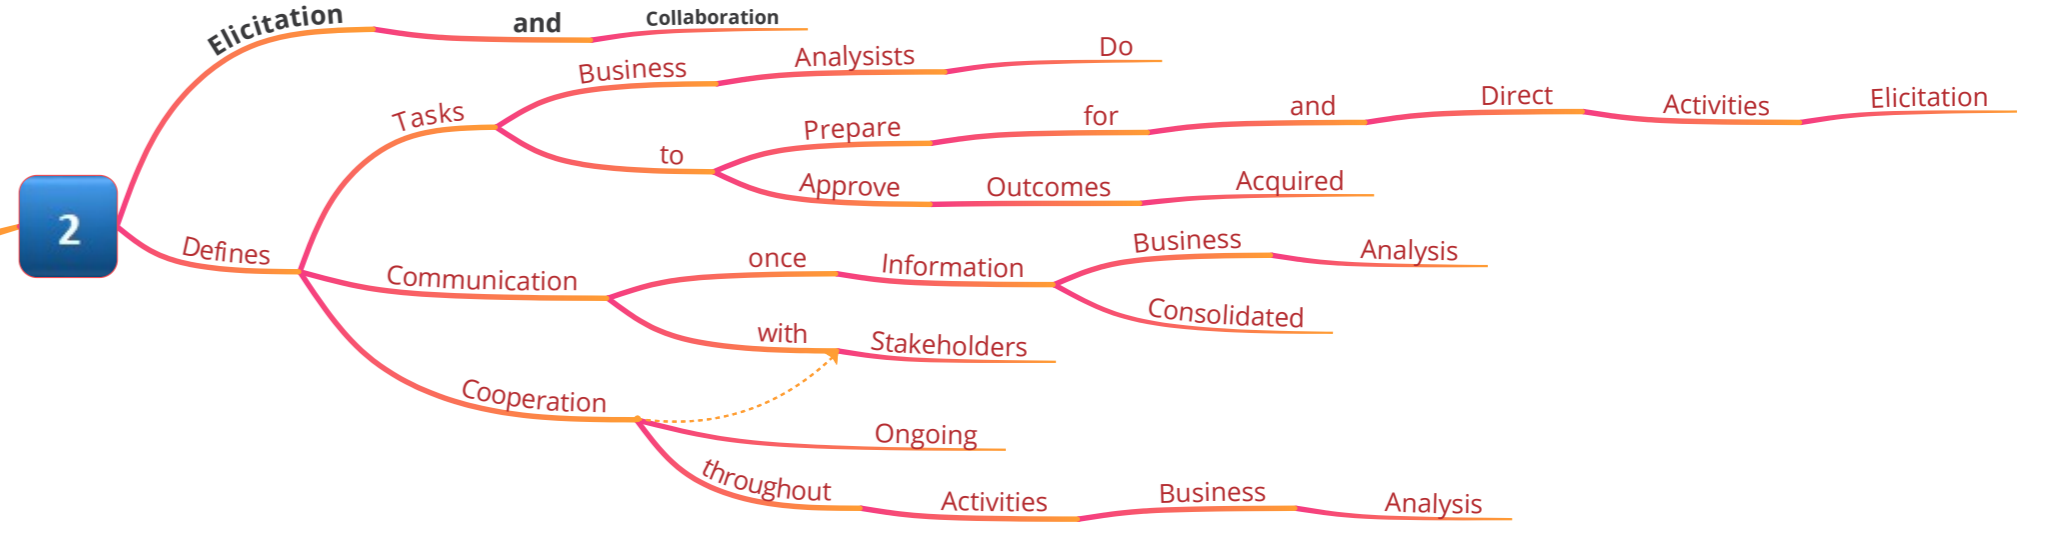 2
Elicitation and Collaboration
Defines
Tasks
Business Analysists Do
to
Prepare for and Direct Activities Elicitation
Approve Outcomes Acquired
Communication
once Information
Business Analysis
Consolidated
with Stakeholders
Cooperation
Ongoing
throughout Activities Business Analysis